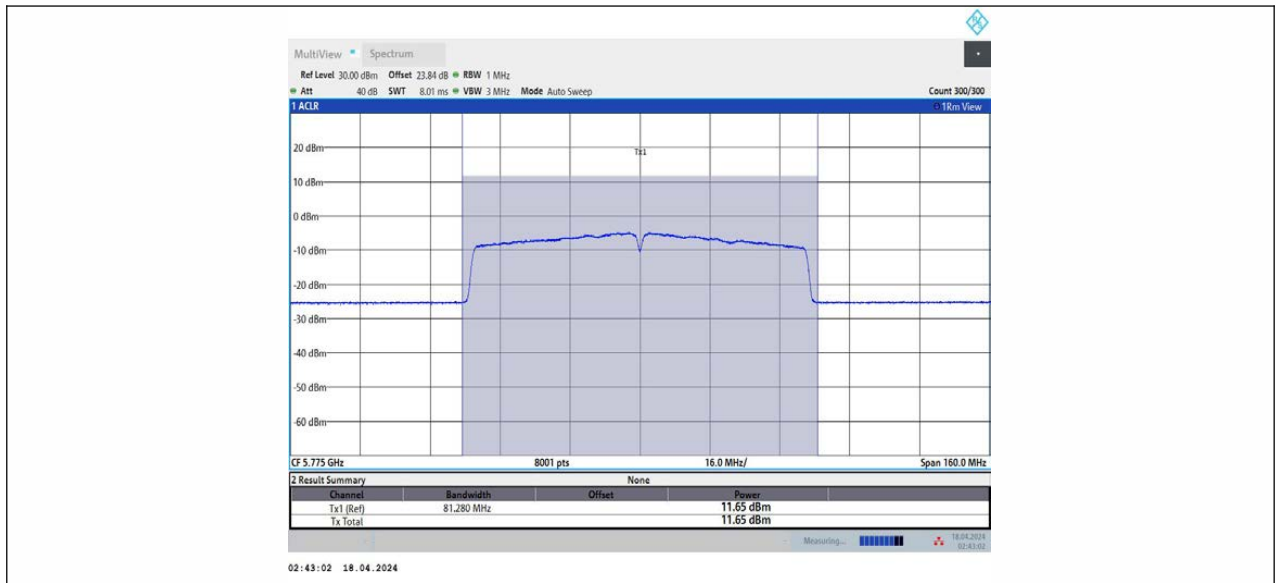 MultiView Spectrum
Ref Level 30.00 dBm Offset 23.84 dB RBW 1 MHz
Att 40 dB SWT 8.01 ms VBW 3 MHz Mode Auto Sweep Count 300/300
1 ACLR 1Rm View
Tx1
20 dBm
10 dBm
0 dBm
-10 dBm
-20 dBm
-30 dBm
-40 dBm
-50 dBm
-60 dBm
CF 5.775 GHz 8001 pts 16.0 MHz/ Span 160.0 MHz
2 Result Summary None
Channel Bandwidth Offset Power
Tx1 (Ref) 81.280 MHz 11.65 dBm
Tx Total 11.65 dBm
Measuring... 18.04.2024
02:43:02
02:43:02 18.04.2024